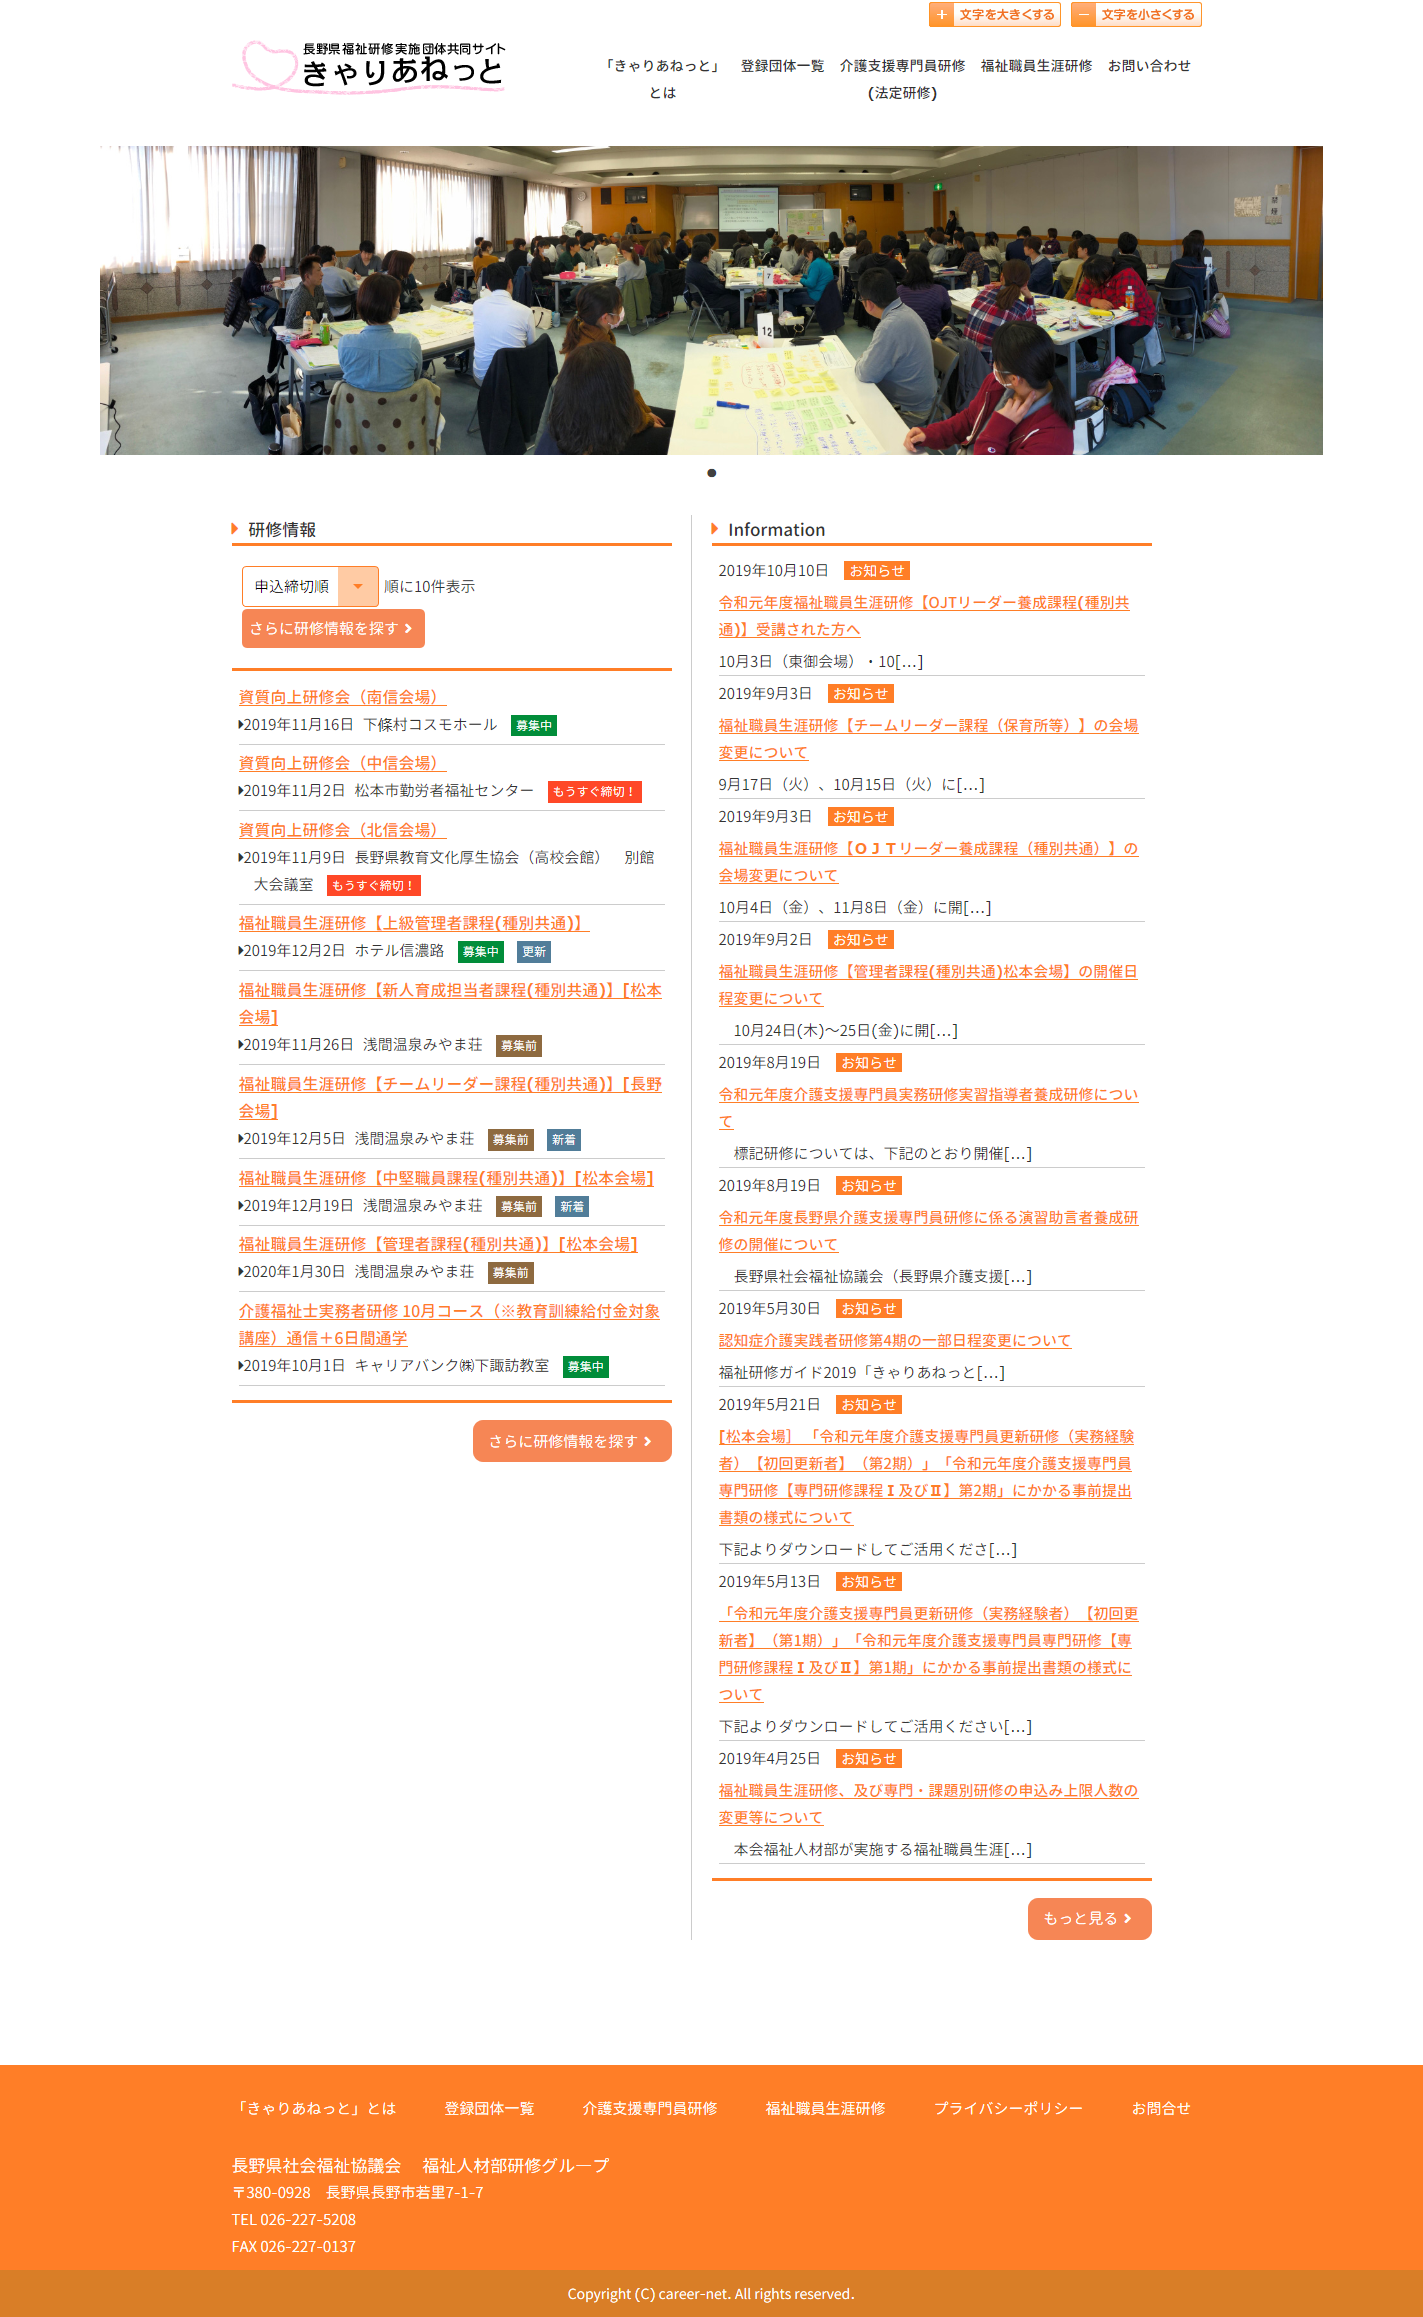 文字を大きくする
文字を小さくする
長野県福祉研修実施団体共同サイト
きゃりあねっと
「きゃりあねっと」とは
登録団体一覧
介護支援専門員研修(法定研修)
福祉職員生涯研修
お問い合わせ
12
7
研修情報
申込締切順 順に10件表示
さらに研修情報を探す
資質向上研修会（南信会場）
2019年11月16日 下條村コスモホール 募集中
資質向上研修会（中信会場）
2019年11月2日 松本市勤労者福祉センター もうすぐ締切！
資質向上研修会（北信会場）
2019年11月9日 長野県教育文化厚生協会（高校会館） 別館
大会議室 もうすぐ締切！
福祉職員生涯研修【上級管理者課程(種別共通)】
2019年12月2日 ホテル信濃路 募集中 更新
福祉職員生涯研修【新人育成担当者課程(種別共通)】[松本
会場]
2019年11月26日 浅間温泉みやま荘 募集前
福祉職員生涯研修【チームリーダー課程(種別共通)】[長野
会場]
2019年12月5日 浅間温泉みやま荘 募集前 新着
福祉職員生涯研修【中堅職員課程(種別共通)】[松本会場]
2019年12月19日 浅間温泉みやま荘 募集前 新着
福祉職員生涯研修【管理者課程(種別共通)】[松本会場]
2020年1月30日 浅間温泉みやま荘 募集前
介護福祉士実務者研修 10月コース（※教育訓練給付金対象
講座）通信＋6日間通学
2019年10月1日 キャリアバンク㈱下諏訪教室 募集中
さらに研修情報を探す
Information
2019年10月10日 お知らせ
令和元年度福祉職員生涯研修【OJTリーダー養成課程(種別共
通)】受講された方へ
10月3日（東御会場）・10[…]
2019年9月3日 お知らせ
福祉職員生涯研修【チームリーダー課程（保育所等）】の会場
変更について
9月17日（火）、10月15日（火）に[…]
2019年9月3日 お知らせ
福祉職員生涯研修【ＯＪＴリーダー養成課程（種別共通）】の
会場変更について
10月4日（金）、11月8日（金）に開[…]
2019年9月2日 お知らせ
福祉職員生涯研修【管理者課程(種別共通)松本会場】の開催日
程変更について
10月24日(木)～25日(金)に開[…]
2019年8月19日 お知らせ
令和元年度介護支援専門員実務研修実習指導者養成研修につい
て
標記研修については、下記のとおり開催[…]
2019年8月19日 お知らせ
令和元年度長野県介護支援専門員研修に係る演習助言者養成研
修の開催について
長野県社会福祉協議会（長野県介護支援[…]
2019年5月30日 お知らせ
認知症介護実践者研修第4期の一部日程変更について
福祉研修ガイド2019「きゃりあねっと[…]
2019年5月21日 お知らせ
[松本会場］「令和元年度介護支援専門員更新研修（実務経験
者）【初回更新者】（第2期）」「令和元年度介護支援専門員
専門研修【専門研修課程Ⅰ及びⅡ】第2期」にかかる事前提出
書類の様式について
下記よりダウンロードしてご活用くださ[…]
2019年5月13日 お知らせ
「令和元年度介護支援専門員更新研修（実務経験者）【初回更
新者】（第1期）」「令和元年度介護支援専門員専門研修【専
門研修課程Ⅰ及びⅡ】第1期」にかかる事前提出書類の様式に
ついて
下記よりダウンロードしてご活用ください[…]
2019年4月25日 お知らせ
福祉職員生涯研修、及び専門・課題別研修の申込み上限人数の
変更等について
本会福祉人材部が実施する福祉職員生涯[…]
もっと見る
「きゃりあねっと」とは 登録団体一覧 介護支援専門員研修 福祉職員生涯研修 プライバシーポリシー お問合せ
長野県社会福祉協議会 福祉人材部研修グループ
〒380-0928 長野県長野市若里7-1-7
TEL 026-227-5208
FAX 026-227-0137
Copyright (C) career-net. All rights reserved.